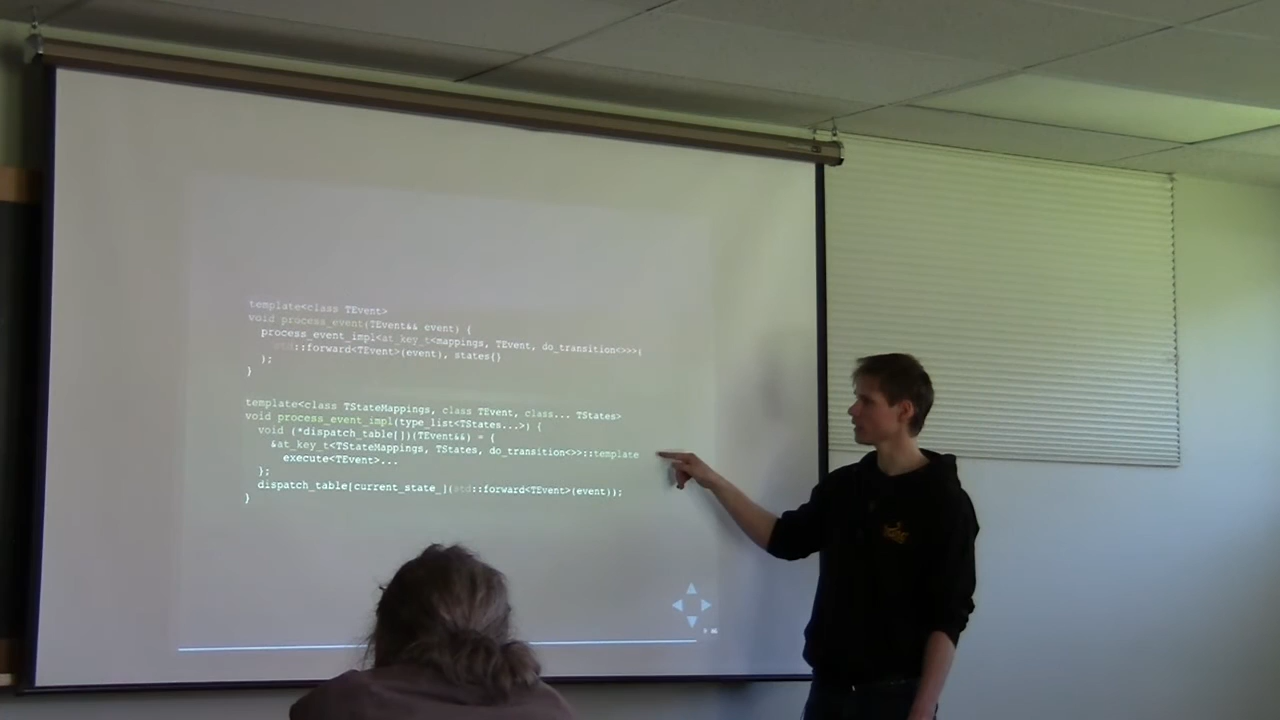 template<class TEvent>
void process_event(TEvent&& event) {
process_event_impl<at_key_t<mappings, TEvent, do_transition<>>>(
std::forward<TEvent>(event), states{}
);
}
template<class TStateMappings, class TEvent, class... TStates>
void process_event_impl(type_list<TStates...>) {
void (*dispatch_table[])(TEvent&&) = {
&at_key_t<TStateMappings, TStates, do_transition<>>::template
execute<TEvent>...
};
dispatch_table[current_state_](std::forward<TEvent>(event));
}